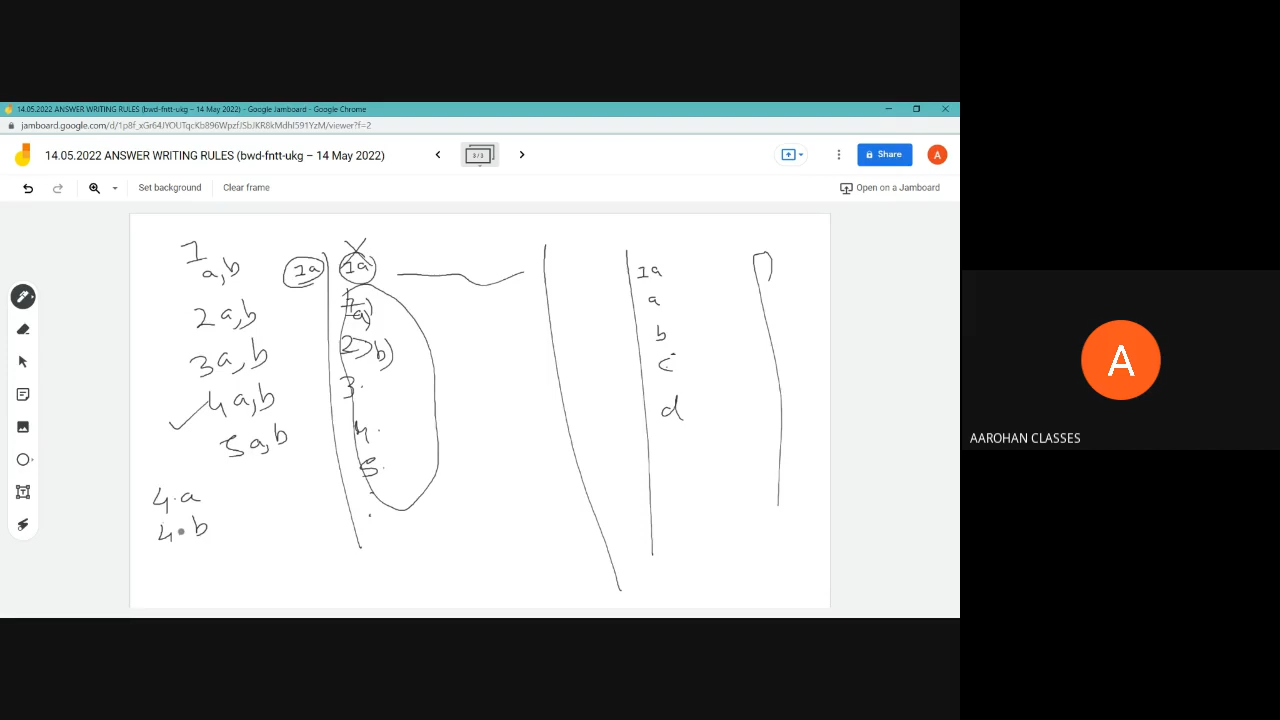 14.05.2022 ANSWER WRITING RULES (bwd-fntt-ukg – 14 May 2022) - Google Jamboard - Google Chrome
14.05.2022 ANSWER WRITING RULES (bwd-fntt-ukg – 14 May 2022)
3/3
Share
A
Set background
Clear frame
Open on a Jamboard
1
a, b
2 a, b
3 a, b
4 a, b
5 a, b
4. a
4. b
1a
1a)
a)
2 b)
3.
4.
5.
1a
a
b
c
d
A
AAROHAN CLASSES